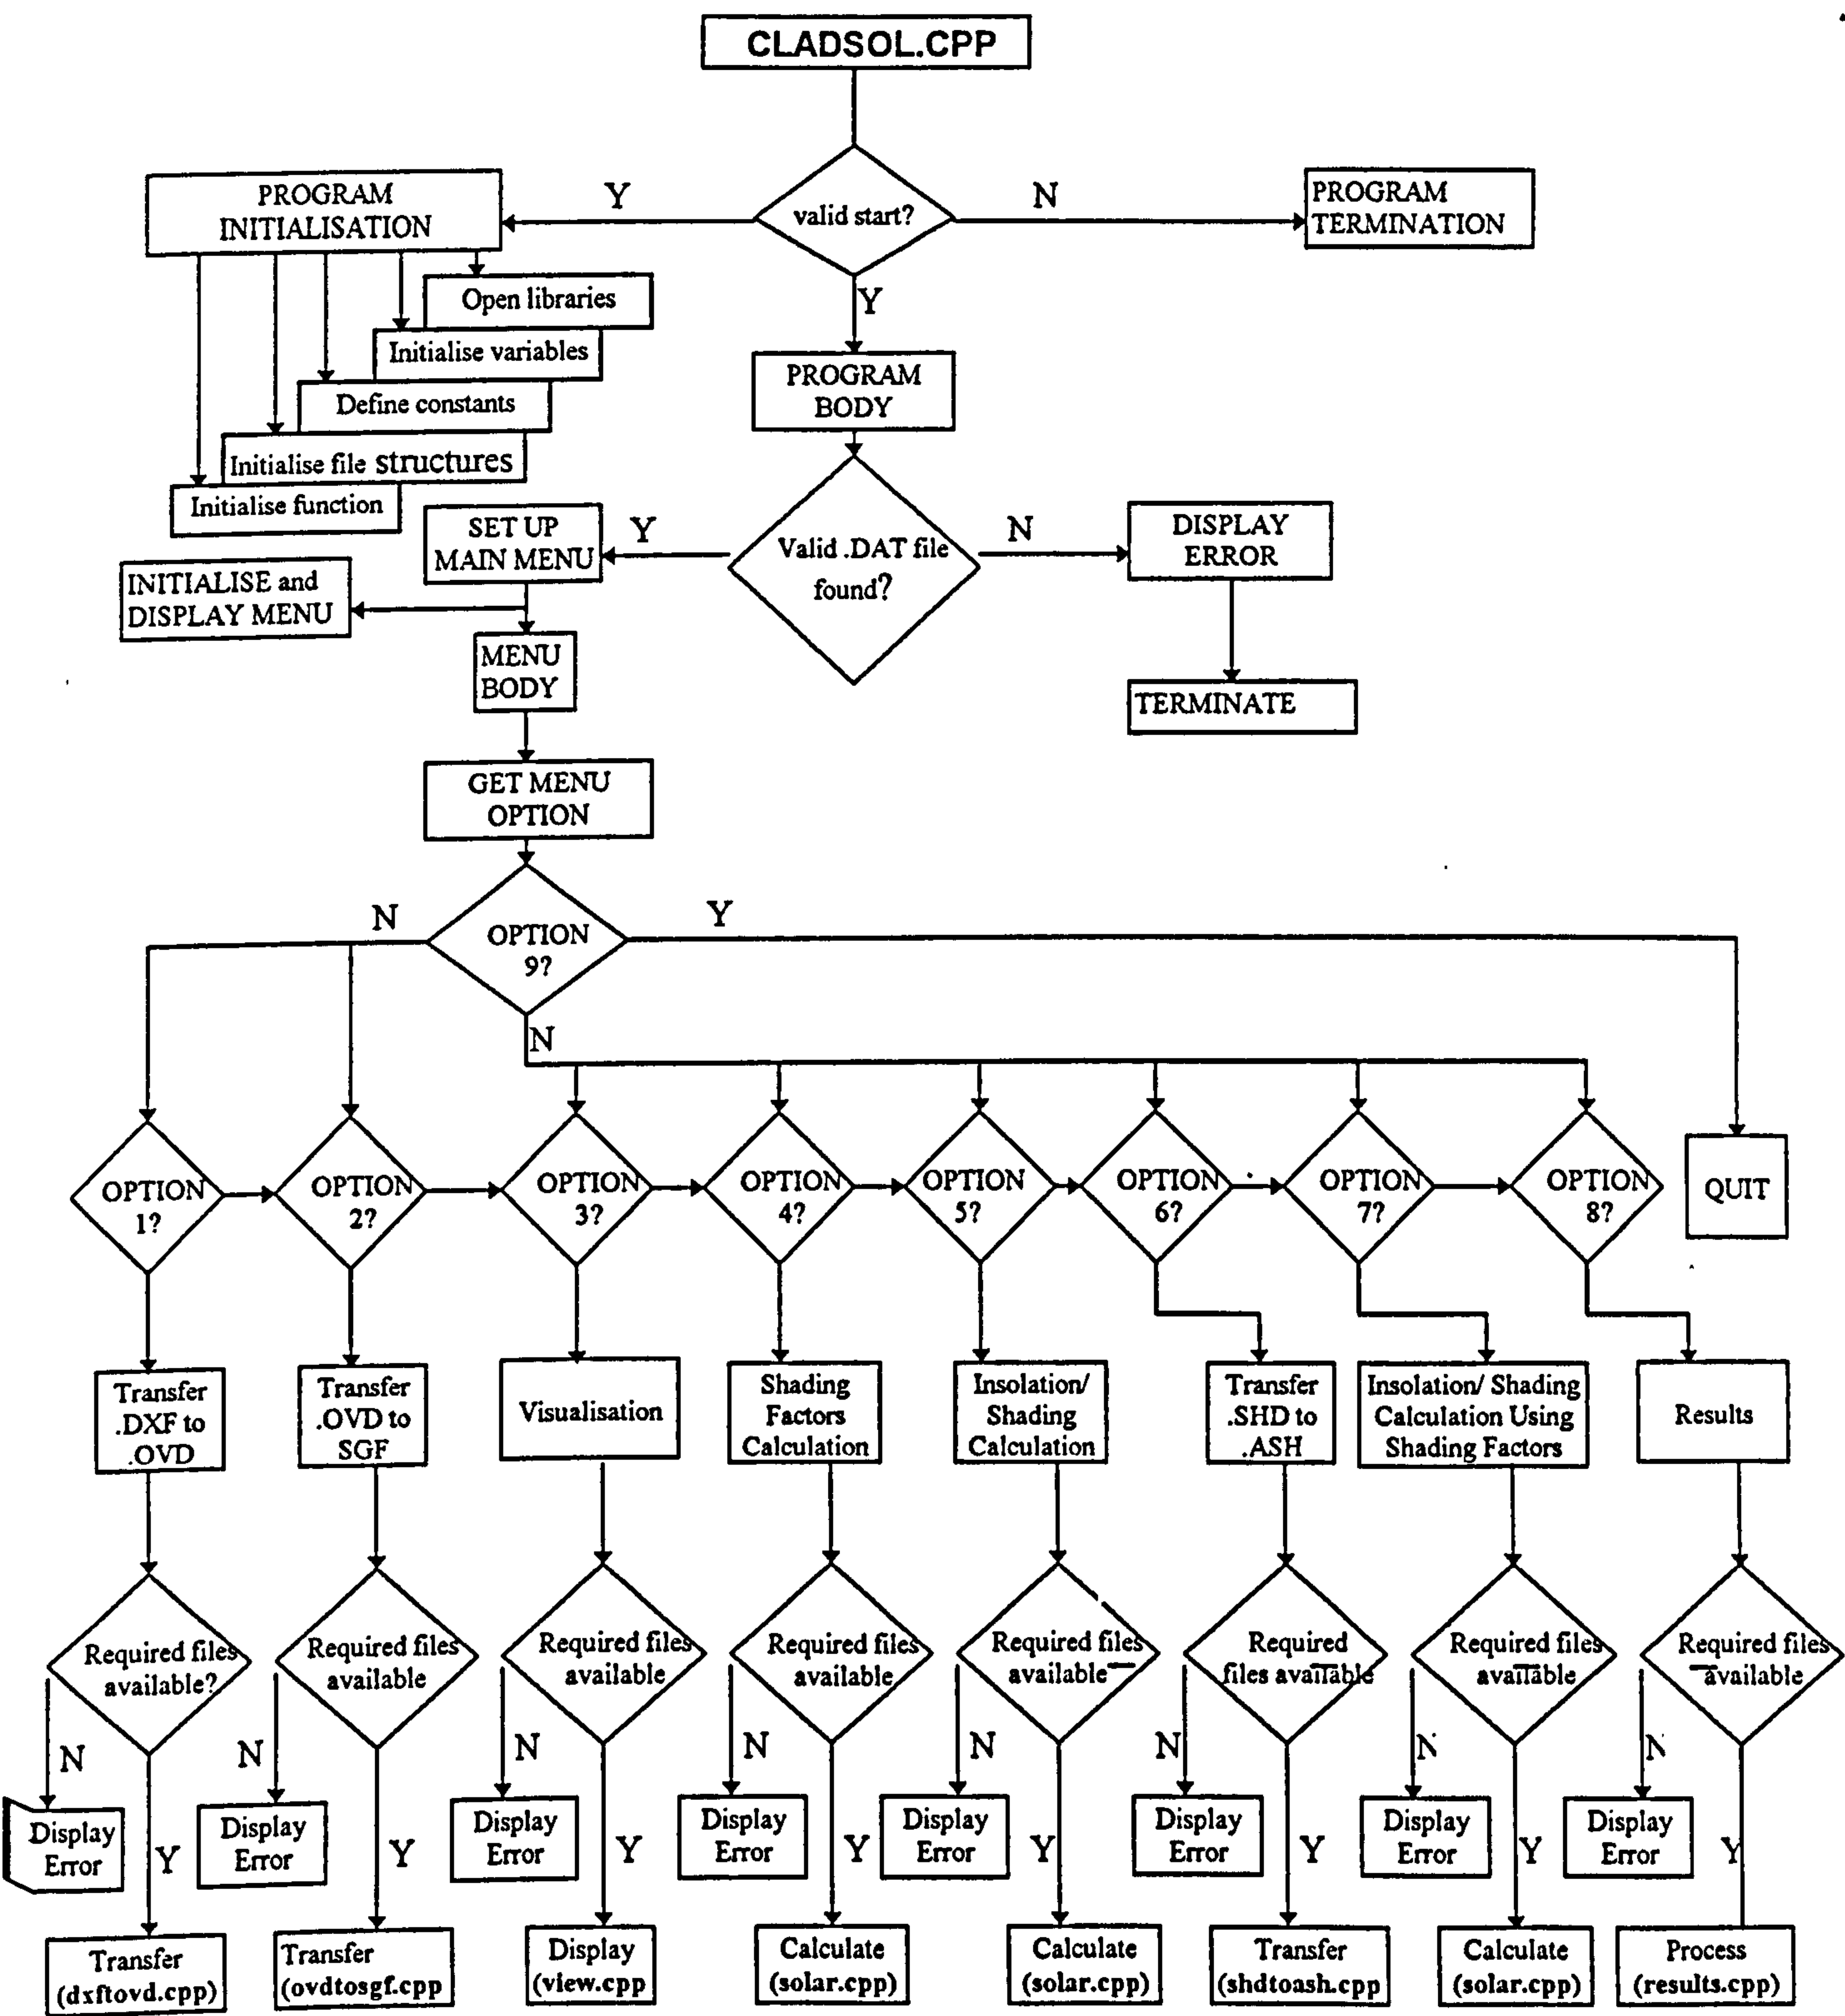 CLADSOL.CPP
PROGRAM
INITIALISATION
Y
valid start?
N
PROGRAM
TERMINATION
Open libraries
Initialise variables
Define constants
Initialise file structures
Initialise function
Y
PROGRAM
BODY
SET UP
MAIN MENU
Y
Valid .DAT file
found?
N
DISPLAY
ERROR
INITIALISE and
DISPLAY MENU
MENU
BODY
TERMINATE
GET MENU
OPTION
N
OPTION
9?
Y
N
OPTION
1?
OPTION
2?
OPTION
3?
OPTION
4?
OPTION
5?
OPTION
6?
OPTION
7?
OPTION
8?
QUIT
Transfer
.DXF to
.OVD
Transfer
.OVD to
SGF
Visualisation
Shading
Factors
Calculation
Insolation/
Shading
Calculation
Transfer
.SHD to
.ASH
Insolation/ Shading
Calculation Using
Shading Factors
Results
Required files
available?
Required files
available
Required files
available
Required files
available
Required files
available
Required
files available
Required files
available
Required files
available
N
N
N
N
N
N
N
N
Display
Error
Display
Error
Display
Error
Display
Error
Display
Error
Display
Error
Display
Error
Display
Error
Y
Y
Y
Y
Y
Y
Y
Y
Transfer
(dxftovd.cpp)
Transfer
(ovdtosgf.cpp
Display
(view.cpp
Calculate
(solar.cpp)
Calculate
(solar.cpp)
Transfer
(shdtoash.cpp
Calculate
(solar.cpp)
Process
(results.cpp)